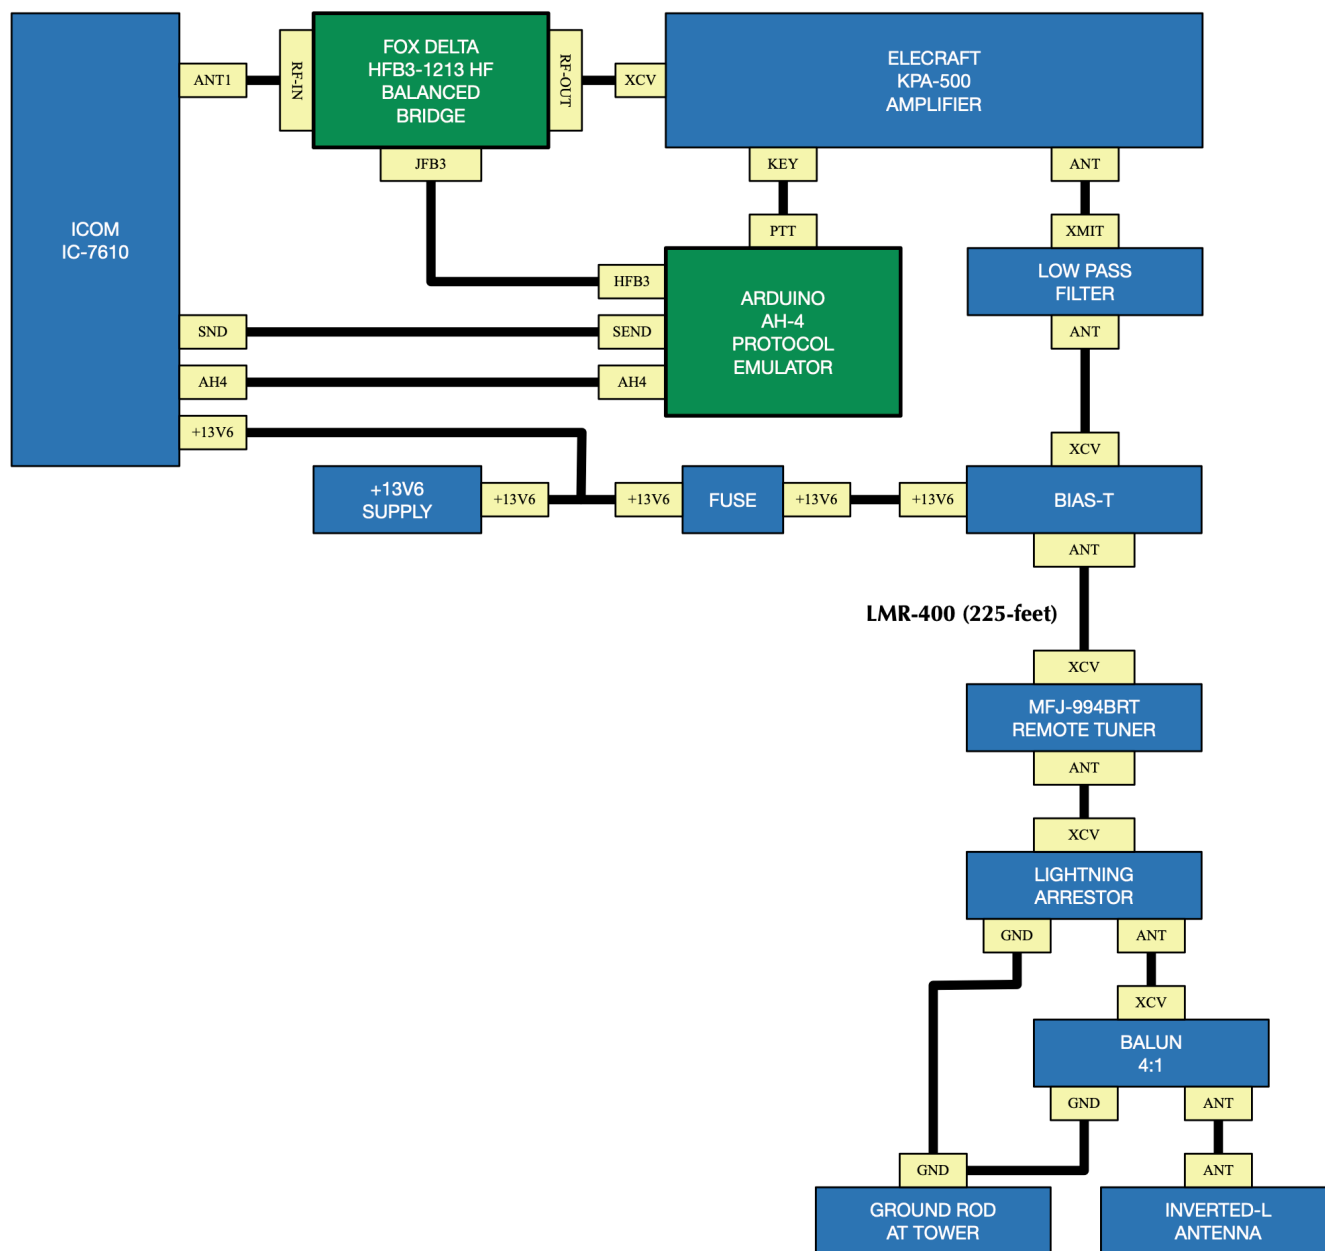 FOX DELTA
HFB3-1213 HF
BALANCED
BRIDGE
ANT1
RF-IN
RF-OUT
XCV
ELECRAFT
KPA-500
AMPLIFIER
JFB3
KEY
ANT
ICOM
IC-7610
PTT
XMIT
HFB3
LOW PASS
FILTER
ARDUINO
AH-4
PROTOCOL
EMULATOR
SND
SEND
ANT
AH4
AH4
+13V6
XCV
+13V6
SUPPLY
+13V6
+13V6
FUSE
+13V6
+13V6
BIAS-T
ANT
LMR-400 (225-feet)
XCV
MFJ-994BRT
REMOTE TUNER
ANT
XCV
LIGHTNING
ARRESTOR
GND
ANT
XCV
BALUN
4:1
GND
ANT
GND
ANT
GROUND ROD
AT TOWER
INVERTED-L
ANTENNA